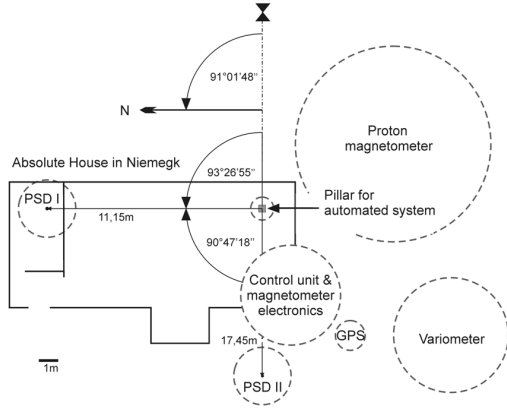 91°01'48''
N
Proton
magnetometer
Absolute House in Niemegk
93°26'55''
PSD I
Pillar for
automated system
11,15m
90°47'18''
Control unit &
magnetometer
electronics
17,45m
GPS
Variometer
1m
PSD II